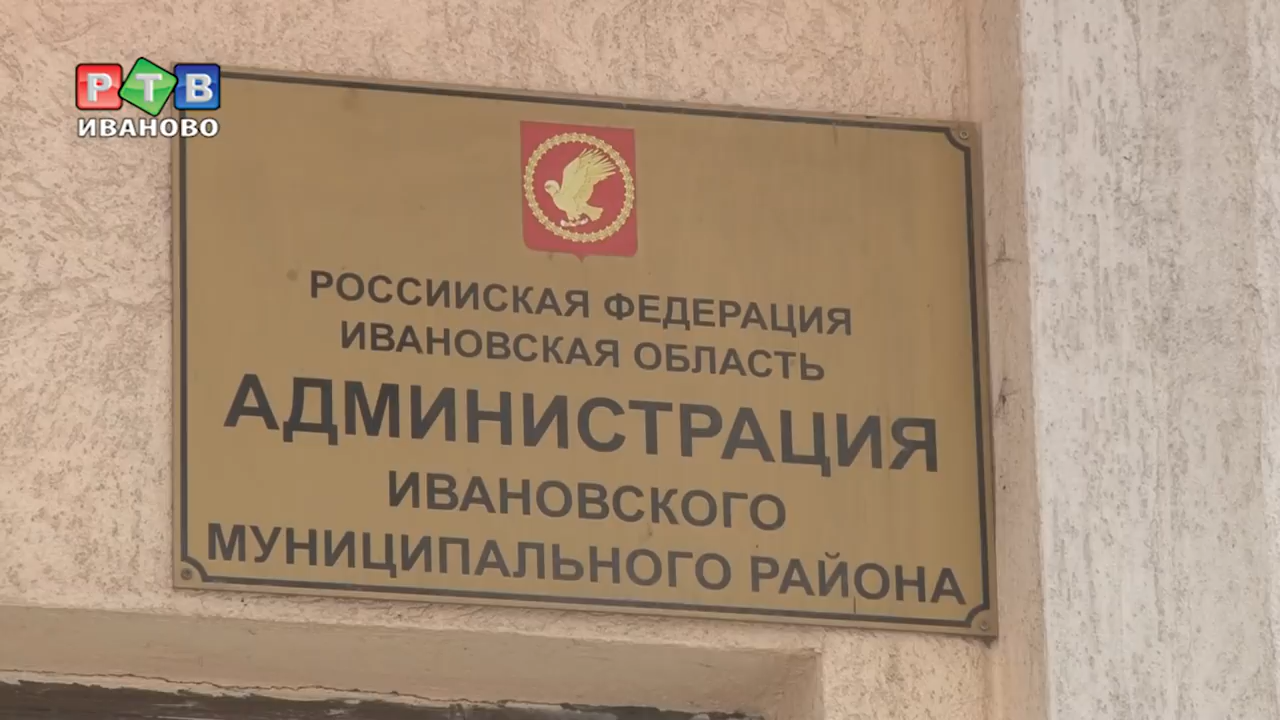 РТВ
ИВАНОВО
РОССИЙСКАЯ ФЕДЕРАЦИЯ
ИВАНОВСКАЯ ОБЛАСТЬ
АДМИНИСТРАЦИЯ
ИВАНОВСКОГО
МУНИЦИПАЛЬНОГО РАЙОНА